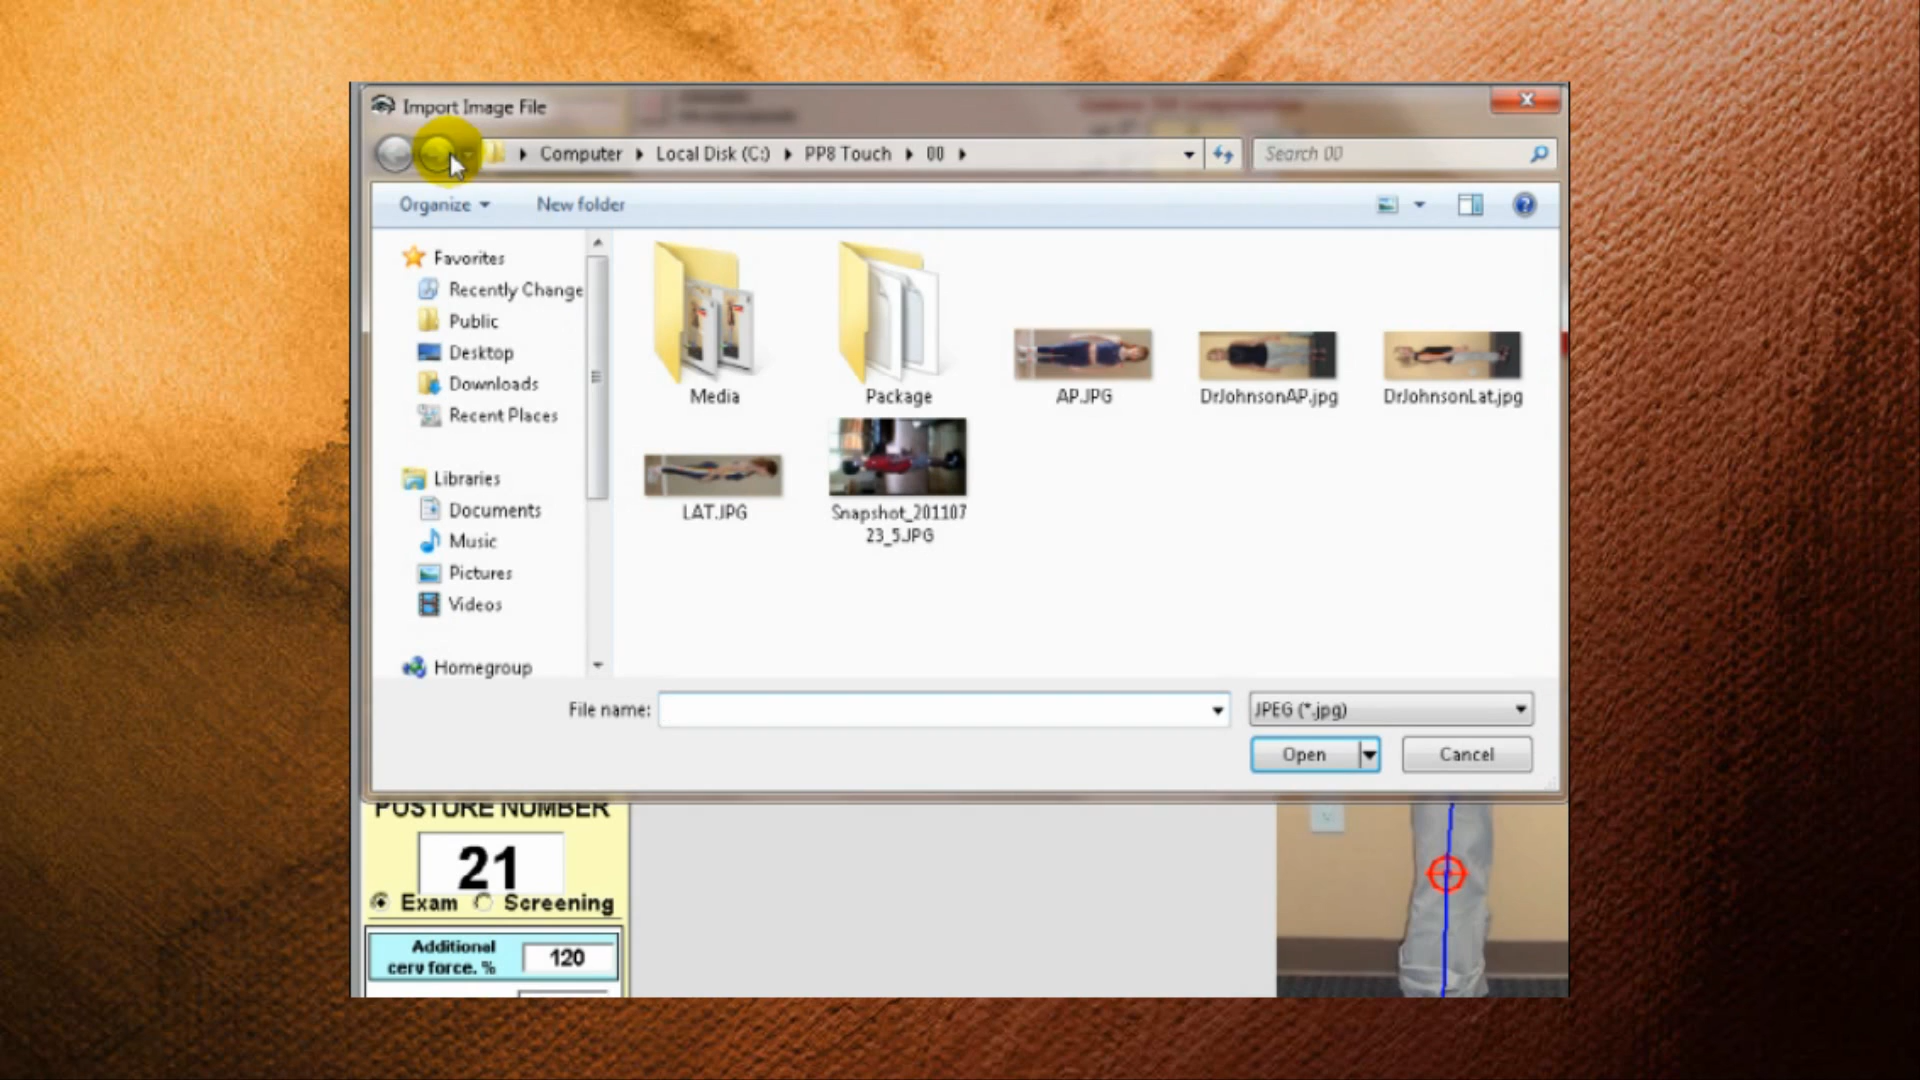 Import Image File
Computer Local Disk (C:) PP8 Touch 00
Search 00
Organize
New folder
Favorites
Recently Change
Public
Desktop
Downloads
Recent Places
Libraries
Documents
Music
Pictures
Videos
Homegroup
Media
Package
AP.JPG
DrJohnsonAP.jpg
DrJohnsonLat.jpg
LAT.JPG
Snapshot_201107
23_5.JPG
File name:
JPEG (*.jpg)
Open
Cancel
POSTURE NUMBER
21
Exam Screening
Additional
cerv force. %
120